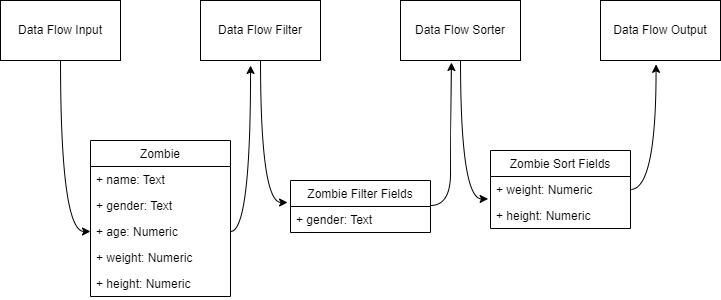 Data Flow Input
Data Flow Filter
Data Flow Sorter
Data Flow Output
Zombie
+ name: Text
+ gender: Text
+ age: Numeric
+ weight: Numeric
+ height: Numeric
Zombie Filter Fields
+ gender: Text
Zombie Sort Fields
+ weight: Numeric
+ height: Numeric